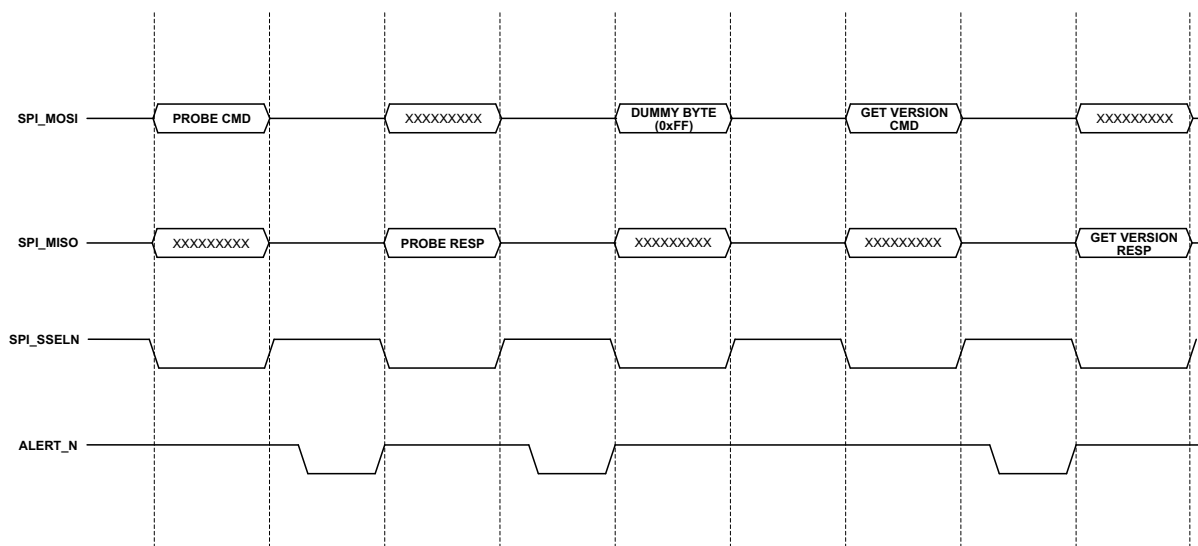 SPI_MOSI
PROBE CMD
XXXXXXXXX
DUMMY BYTE
(0xFF)
GET VERSION
CMD
XXXXXXXXX
SPI_MISO
XXXXXXXXX
PROBE RESP
XXXXXXXXX
XXXXXXXXX
GET VERSION
RESP
SPI_SSELN
ALERT_N